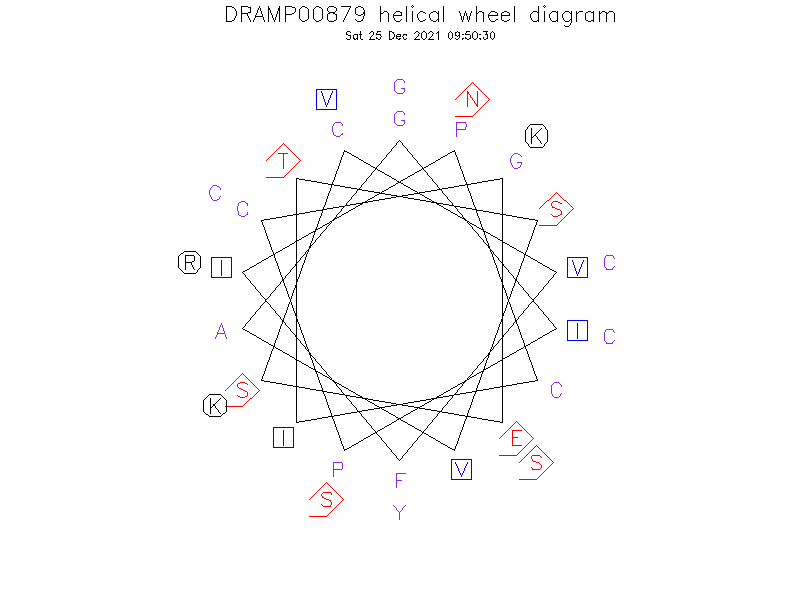 DRAMP00879 helical wheel diagram
Sat 25 Dec 2021 09:50:30
G
V N
G
C P K
T G
C
C S
R I V C
A I C
S C
K
I E
P V S
F
S
Y